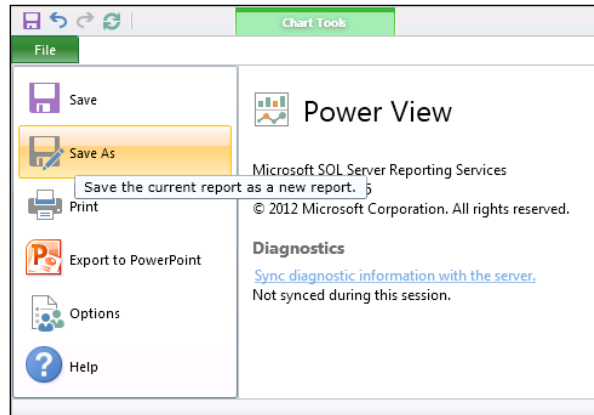 Chart Tools
File
Save
Save As
Save the current report as a new report.
Print
Export to PowerPoint
Options
Help
Power View
Microsoft SQL Server Reporting Services
5
© 2012 Microsoft Corporation. All rights reserved.
Diagnostics
Sync diagnostic information with the server.
Not synced during this session.